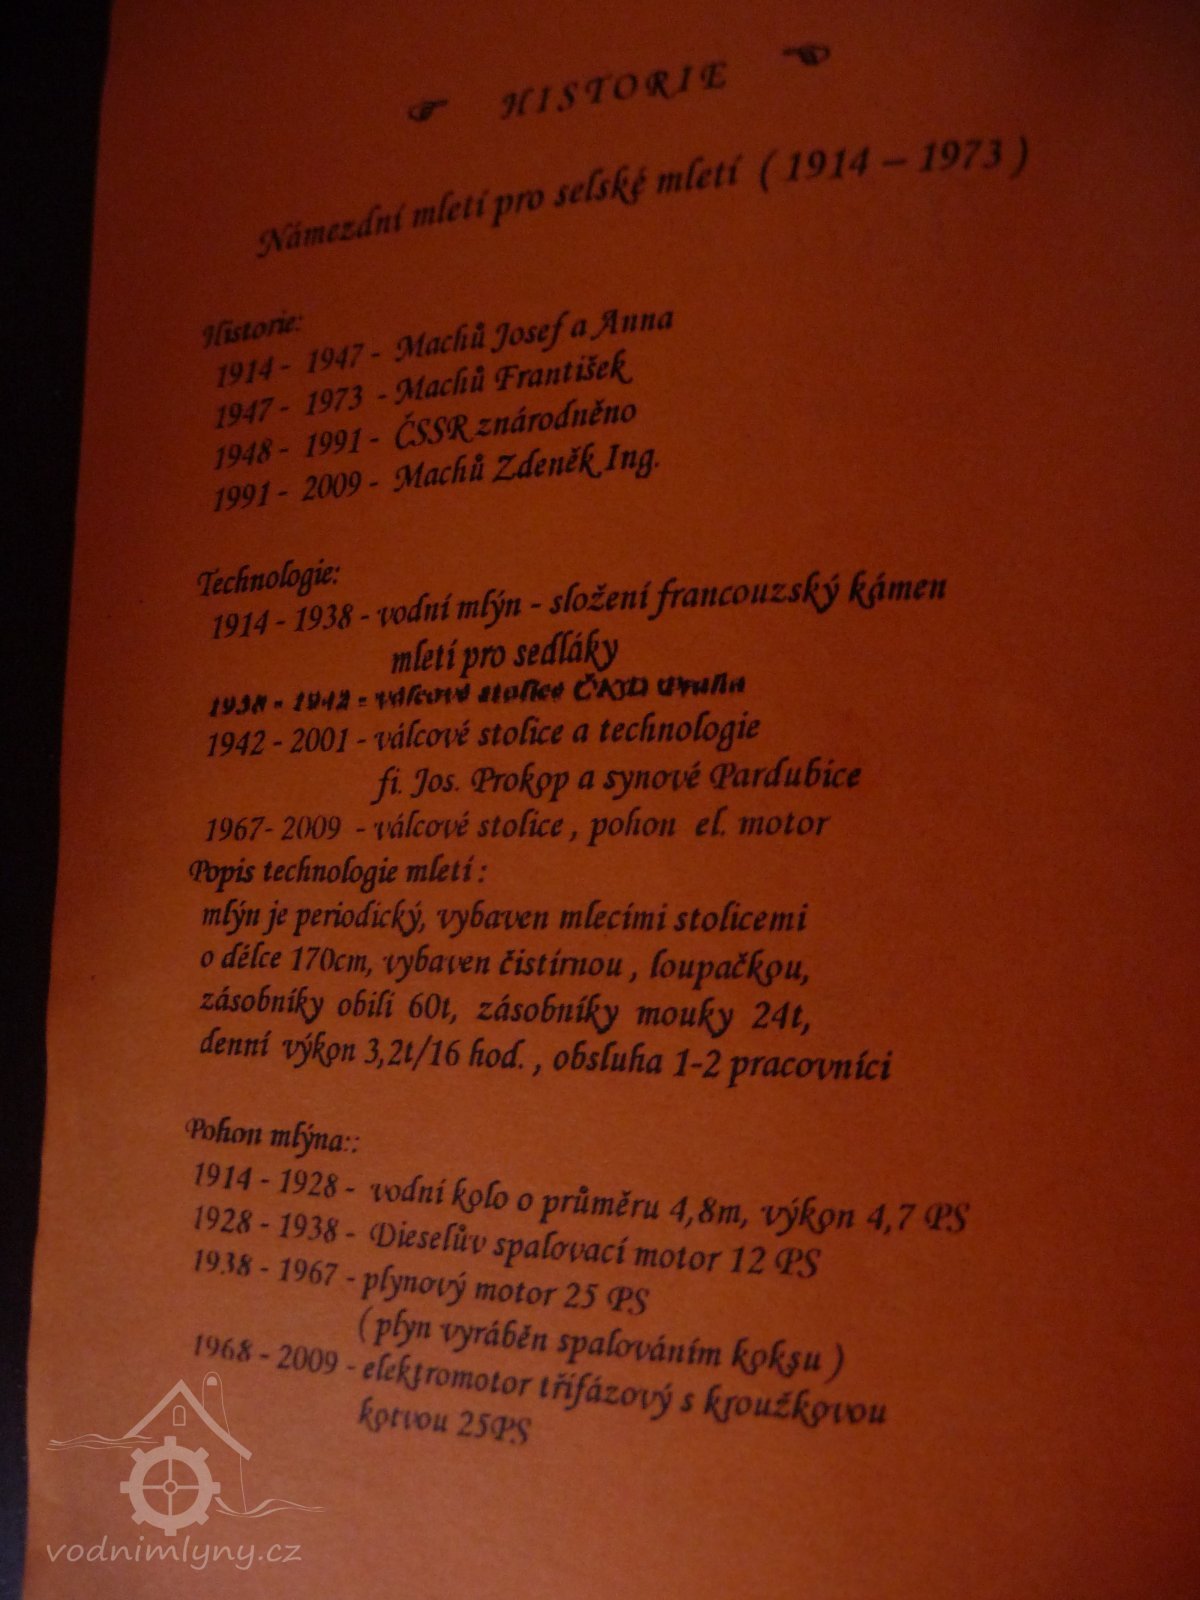 ☞ HISTORIE ☜
Námezdní mletí pro selské mletí ( 1914 – 1973 )
Historie:
1914 - 1947 - Machů Josef a Anna
1947 - 1973 - Machů František
1948 - 1991 - ČSSR znárodněno
1991 - 2009 - Machů Zdeněk Ing.
Technologie:
1914 - 1938 - vodní mlýn - složení francouzský kámen
mletí pro sedláky
1938 - 1942 - válcové stolice ČKD Praha
1942 - 2001 - válcové stolice a technologie
fi. Jos. Prokop a synové Pardubice
1967- 2009 - válcové stolice , pohon el. motor
Popis technologie mletí :
mlýn je periodický, vybaven mlecími stolicemi
o délce 170cm, vybaven čistírnou , loupačkou,
zásobníky obilí 60t, zásobníky mouky 24t,
denní výkon 3,2t/16 hod. , obsluha 1-2 pracovníci
Pohon mlýna::
1914 - 1928 - vodní kolo o průměru 4,8m, výkon 4,7 PS
1928 - 1938 - Dieselův spalovací motor 12 PS
1938 - 1967 - plynový motor 25 PS
( plyn vyráběn spalováním koksu )
1968 - 2009 - elektromotor třífázový s kroužkovou
kotvou 25PS
vodnimlyny.cz